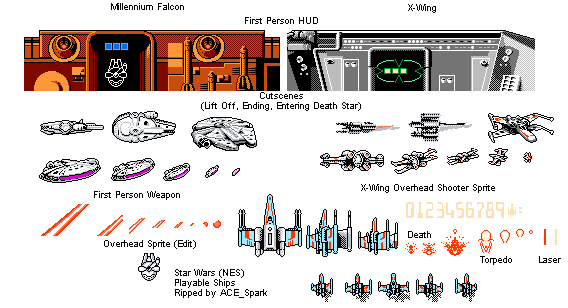 Millennium Falcon
X-Wing
First Person HUD
Cutscenes
(Lift Off, Ending, Entering Death Star)
First Person Weapon
X-Wing Overhead Shooter Sprite
0123456789
Death
Overhead Sprite (Edit)
Torpedo
Laser
Star Wars (NES)
Playable Ships
Ripped by ACE_Spark